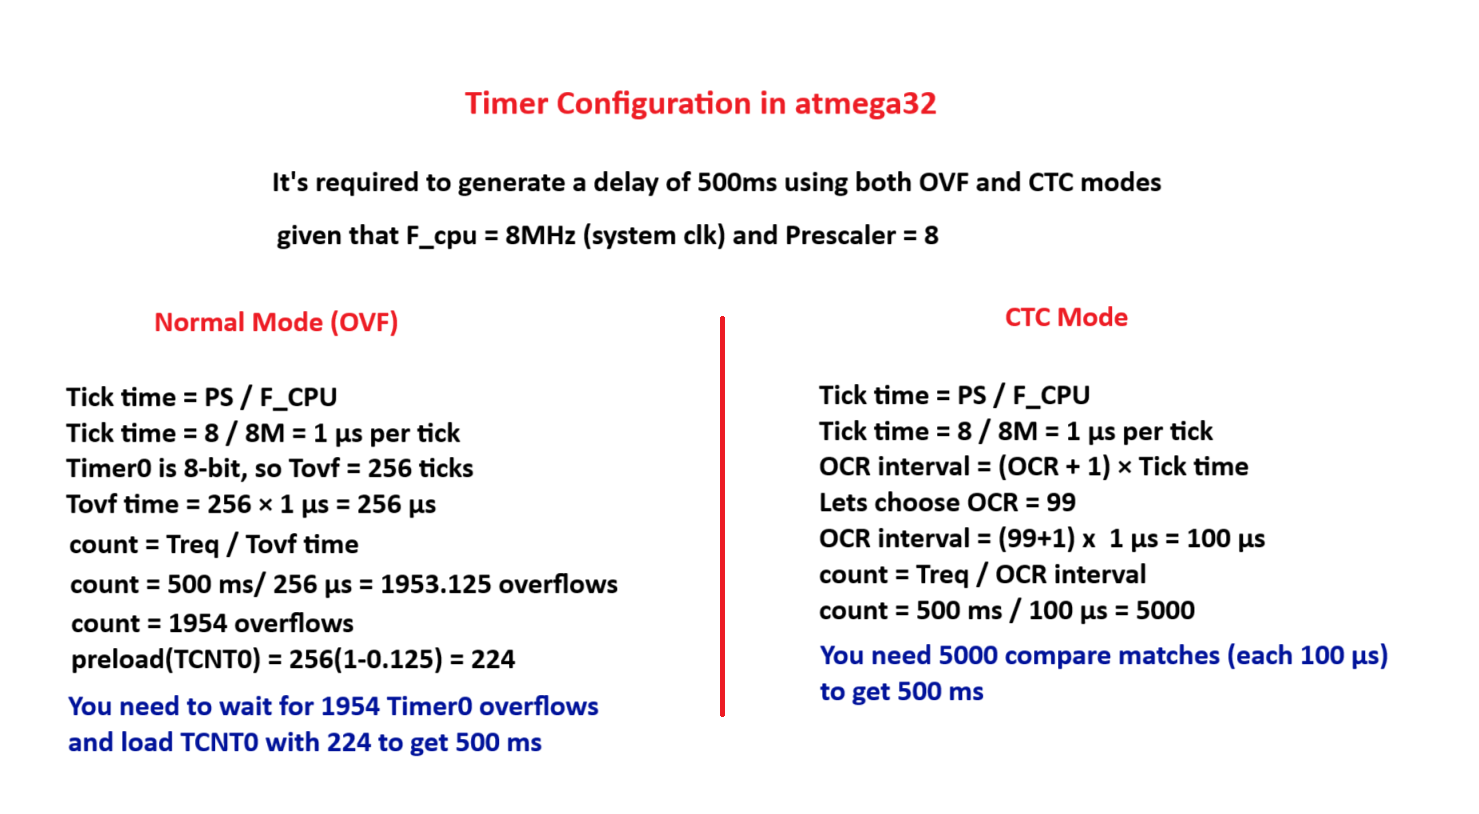 Timer Configuration in atmega32
It's required to generate a delay of 500ms using both OVF and CTC modes
given that F_cpu = 8MHz (system clk) and Prescaler = 8
Normal Mode (OVF)
Tick time = PS / F_CPU
Tick time = 8 / 8M = 1 µs per tick
Timer0 is 8-bit, so Tovf = 256 ticks
Tovf time = 256 × 1 µs = 256 µs
count = Treq / Tovf time
count = 500 ms/ 256 µs = 1953.125 overflows
count = 1954 overflows
preload(TCNT0) = 256(1-0.125) = 224
You need to wait for 1954 Timer0 overflows
and load TCNT0 with 224 to get 500 ms
CTC Mode
Tick time = PS / F_CPU
Tick time = 8 / 8M = 1 µs per tick
OCR interval = (OCR + 1) × Tick time
Lets choose OCR = 99
OCR interval = (99+1) x 1 µs = 100 µs
count = Treq / OCR interval
count = 500 ms / 100 µs = 5000
You need 5000 compare matches (each 100 µs)
to get 500 ms